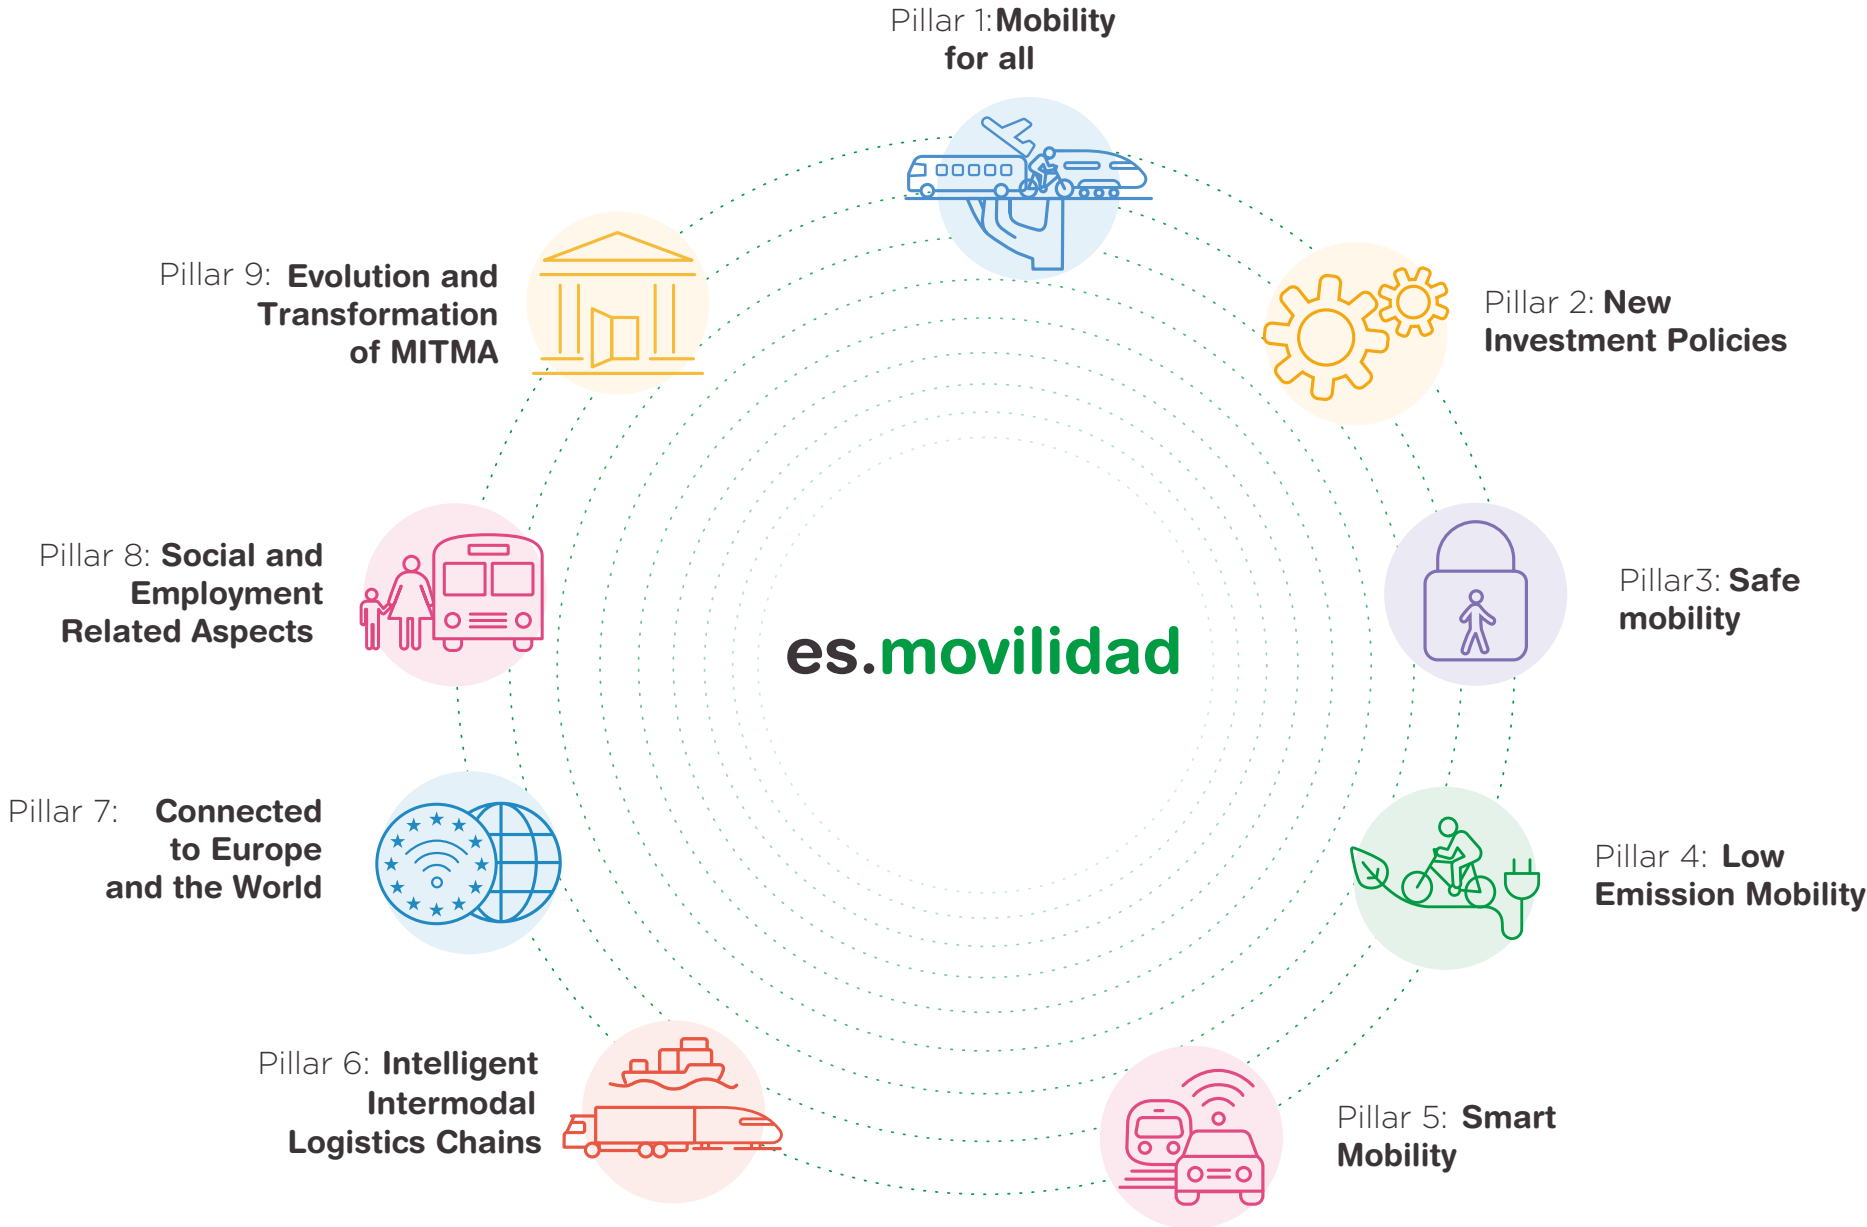 Pillar 1: Mobility
for all
Pillar 2: New
Investment Policies
Pillar3: Safe
mobility
Pillar 4: Low
Emission Mobility
Pillar 5: Smart
Mobility
Pillar 6: Intelligent
Intermodal
Logistics Chains
Pillar 7: Connected
to Europe
and the World
Pillar 8: Social and
Employment
Related Aspects
Pillar 9: Evolution and
Transformation
of MITMA
es.movilidad